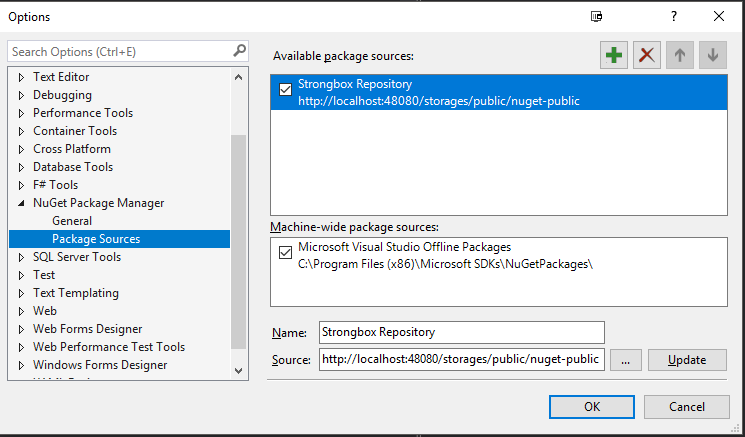 Options
?
Search Options (Ctrl+E)
Text Editor
Debugging
Performance Tools
Container Tools
Cross Platform
Database Tools
F# Tools
NuGet Package Manager
General
Package Sources
SQL Server Tools
Test
Text Templating
Web
Web Forms Designer
Web Performance Test Tools
Windows Forms Designer
Available package sources:
Strongbox Repository
http://localhost:48080/storages/public/nuget-public
Machine-wide package sources:
Microsoft Visual Studio Offline Packages
C:\Program Files (x86)\Microsoft SDKs\NuGetPackages\
Name: Strongbox Repository
Source: http://localhost:48080/storages/public/nuget-public ... Update
OK Cancel